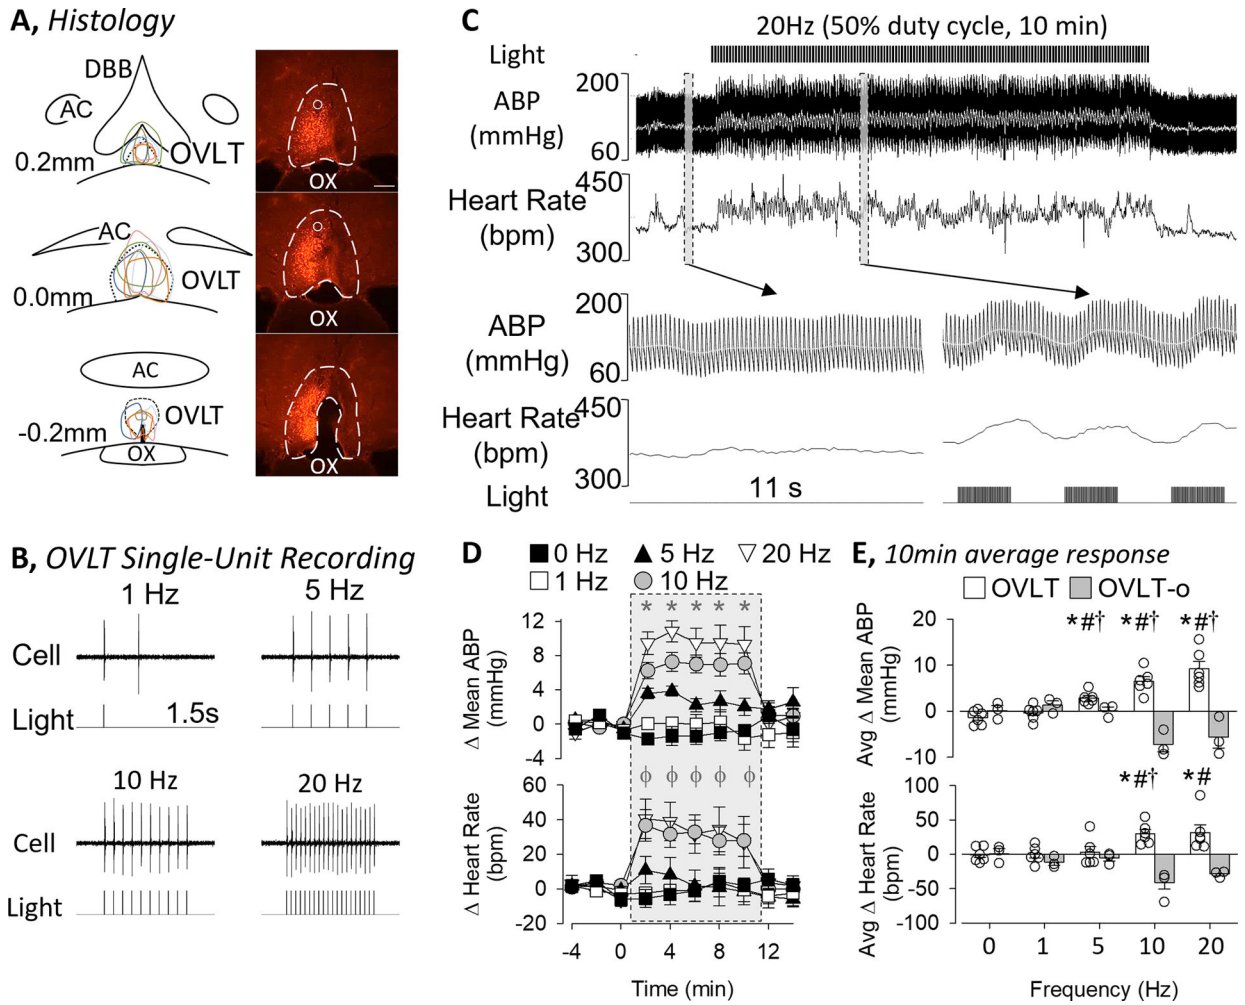 A, Histology
DBB
AC
OVLT
0.2mm
OX
AC
OVLT
0.0mm
OX
AC
OVLT
-0.2mm
OX
OX
B, OVLT Single-Unit Recording
1 Hz
5 Hz
Cell
Light
1.5s
10 Hz
20 Hz
Cell
Light
C
20Hz (50% duty cycle, 10 min)
Light
200
ABP
(mmHg)
60
450
Heart Rate
(bpm)
300
200
ABP
(mmHg)
60
450
Heart Rate
(bpm)
300
Light
11 s
D
0 Hz
5 Hz
20 Hz
1 Hz
10 Hz
* * * * *
12
8
4
0
-4
Δ Mean ABP
(mmHg)
ϕ ϕ ϕ ϕ ϕ
60
40
20
0
-20
Δ Heart Rate
(bpm)
-4 0 4 8 12
Time (min)
E, 10min average response
OVLT
OVLT-o
*#† *#† *#†
20
10
0
-10
Avg Δ Mean ABP
(mmHg)
*#† *#
100
50
0
-50
-100
Avg Δ Heart Rate
(bpm)
0 1 5 10 20
Frequency (Hz)